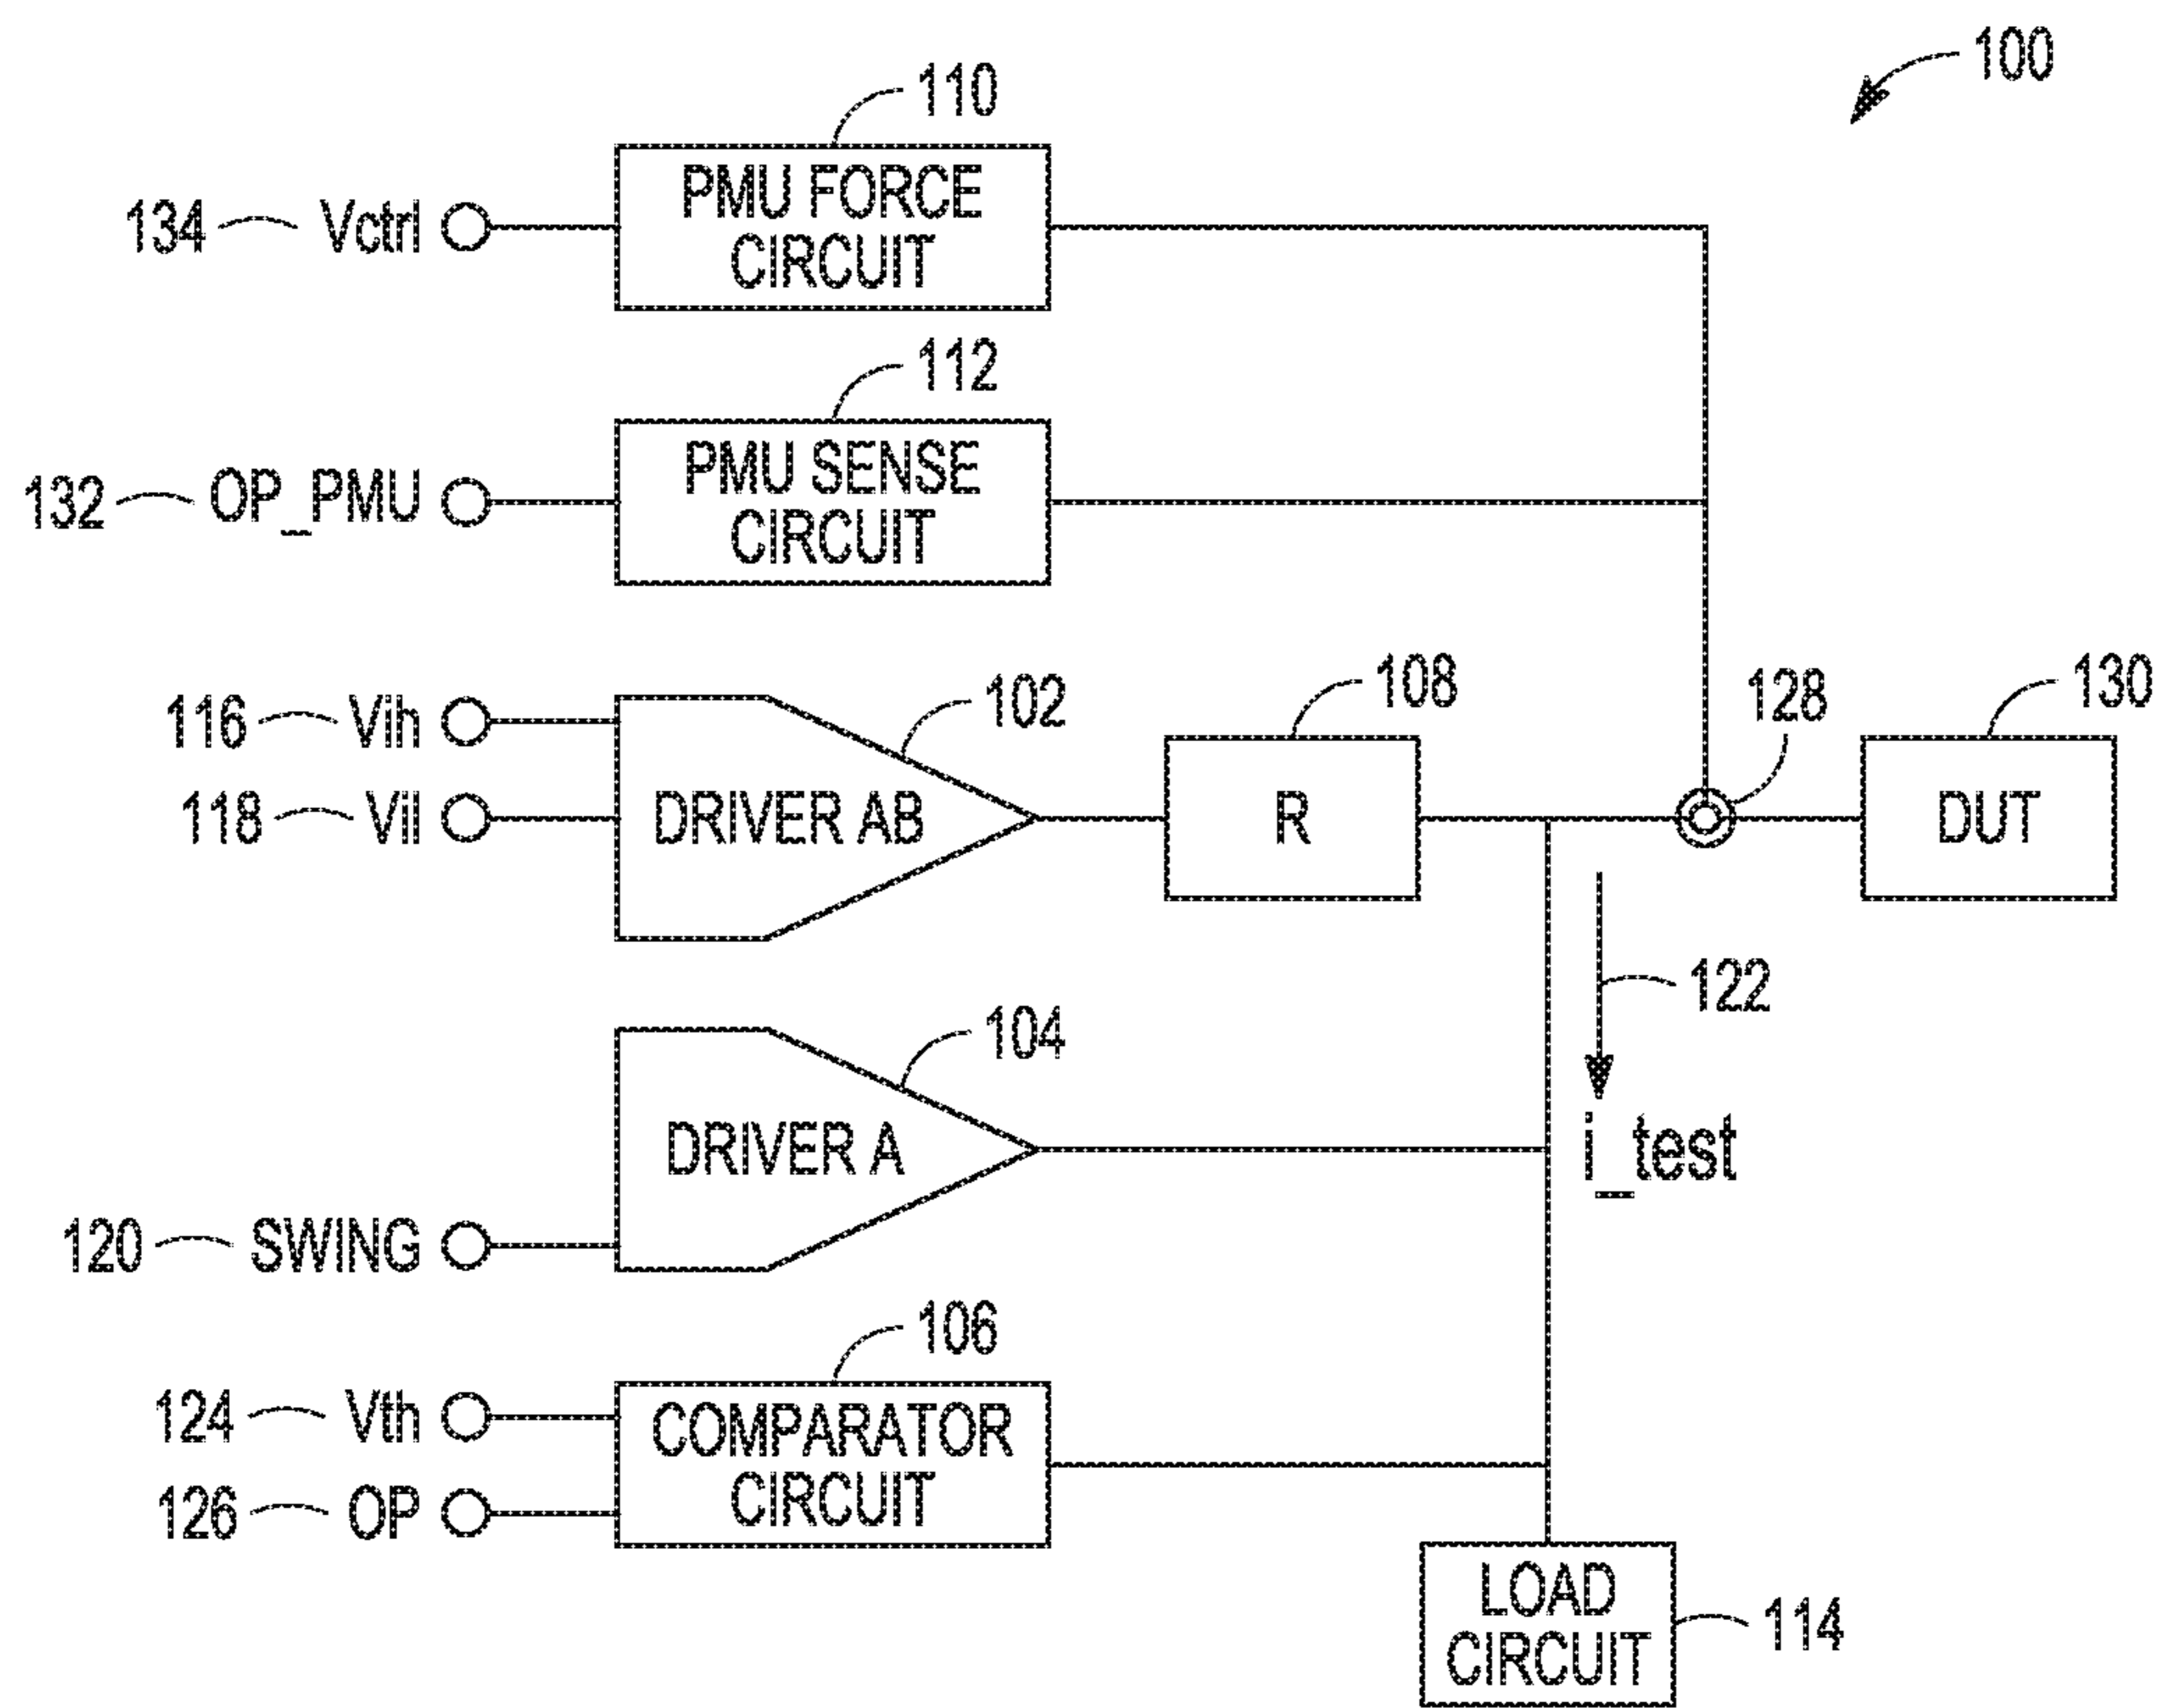 100
110
134 Vctrl PMU FORCE
CIRCUIT
112
132 OP_PMU PMU SENSE
CIRCUIT
116 Vih 102 108 128 130
118 Vil DRIVER AB R DUT
122
104
DRIVER A i_test
120 SWING
106
124 Vth COMPARATOR
126 OP CIRCUIT
LOAD
CIRCUIT 114